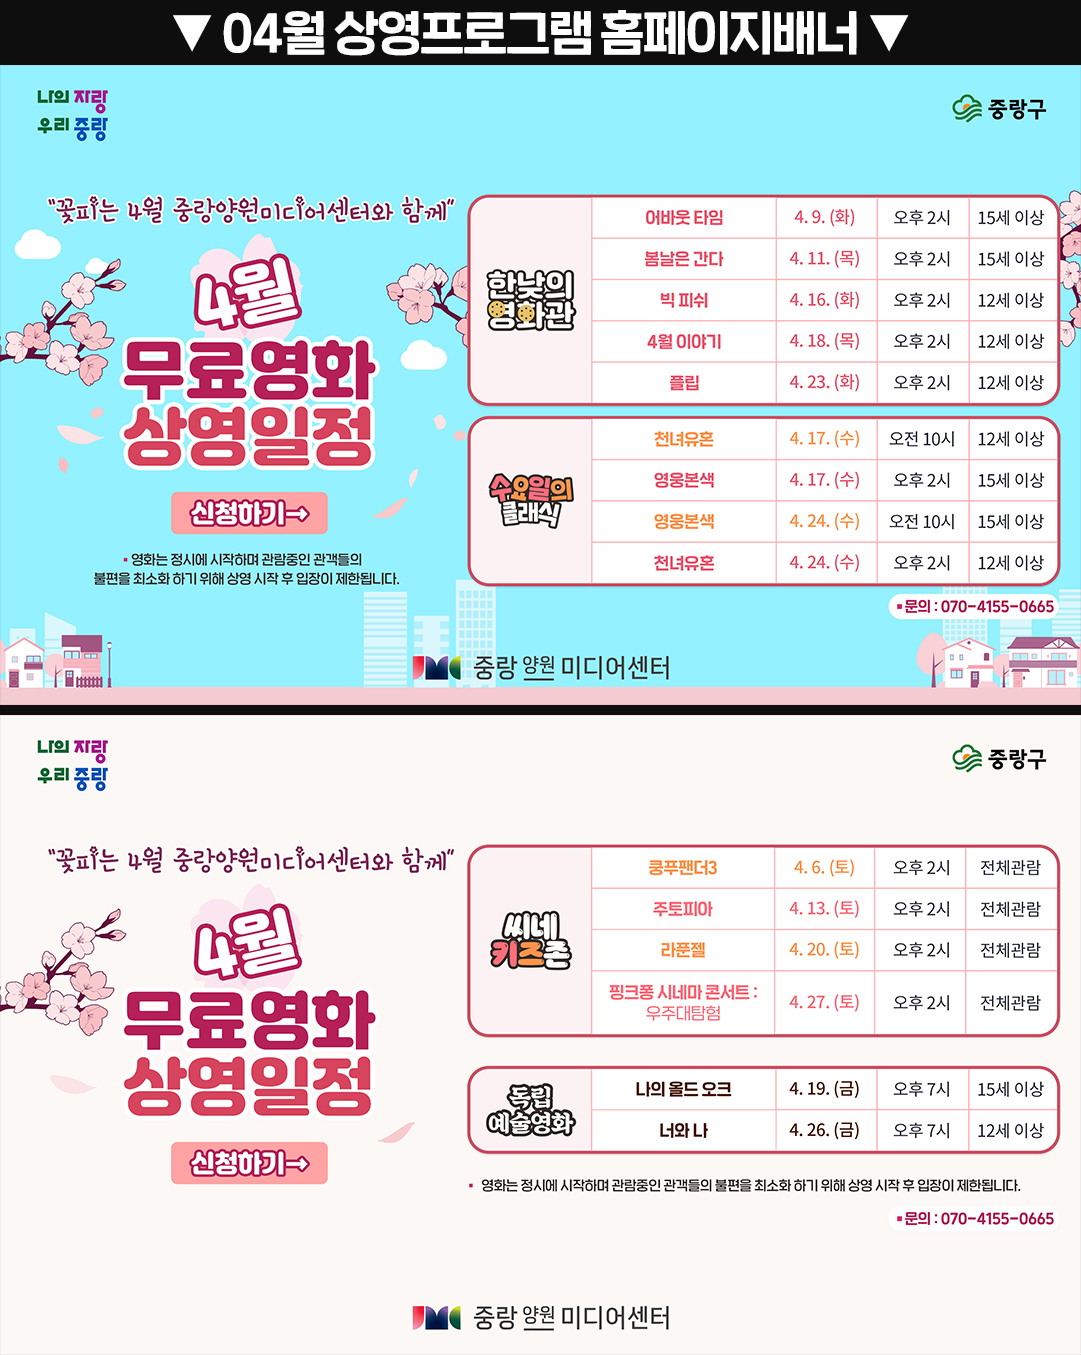 ▼ 04월 상영프로그램 홈페이지배너 ▼
나의 자랑
우리 중랑
중랑구
"꽃피는 4월 중랑양원미디어센터와 함께"
4월
무료영화
상영일정
신청하기→
▪ 영화는 정시에 시작하며 관람중인 관객들의
불편을 최소화 하기 위해 상영 시작 후 입장이 제한됩니다.
한낮의
영화관
어바웃 타임 4. 9. (화) 오후 2시 15세 이상
봄날은 간다 4. 11. (목) 오후 2시 15세 이상
빅 피쉬 4. 16. (화) 오후 2시 12세 이상
4월 이야기 4. 18. (목) 오후 2시 12세 이상
플립 4. 23. (화) 오후 2시 12세 이상
수요일의
클래식
천녀유혼 4. 17. (수) 오전 10시 12세 이상
영웅본색 4. 17. (수) 오후 2시 15세 이상
영웅본색 4. 24. (수) 오전 10시 15세 이상
천녀유혼 4. 24. (수) 오후 2시 12세 이상
▪ 문의 : 070-4155-0665
JMC 중랑 양원 미디어센터
나의 자랑
우리 중랑
중랑구
"꽃피는 4월 중랑양원미디어센터와 함께"
4월
무료영화
상영일정
신청하기→
씨네
키즈존
쿵푸팬더3 4. 6. (토) 오후 2시 전체관람
주토피아 4. 13. (토) 오후 2시 전체관람
라푼젤 4. 20. (토) 오후 2시 전체관람
핑크퐁 시네마 콘서트 :
우주대탐험 4. 27. (토) 오후 2시 전체관람
독립
예술영화
나의 올드 오크 4. 19. (금) 오후 7시 15세 이상
너와 나 4. 26. (금) 오후 7시 12세 이상
▪ 영화는 정시에 시작하며 관람중인 관객들의 불편을 최소화 하기 위해 상영 시작 후 입장이 제한됩니다.
▪ 문의 : 070-4155-0665
JMC 중랑 양원 미디어센터